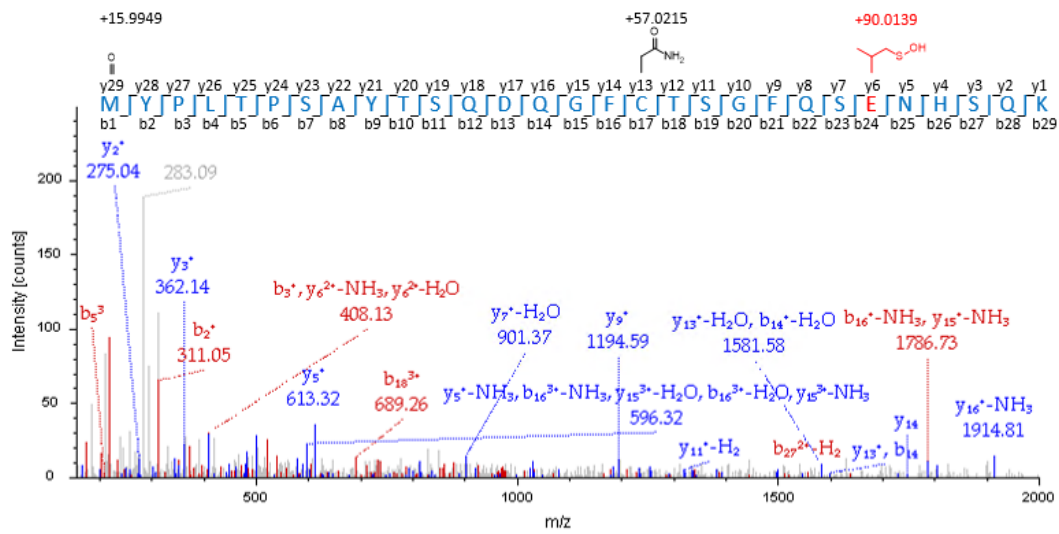 +15.9949 +57.0215 +90.0139
O O NH₂ S OH
y29 y28 y27 y26 y25 y24 y23 y22 y21 y20 y19 y18 y17 y16 y15 y14 y13 y12 y11 y10 y9 y8 y7 y6 y5 y4 y3 y2 y1
M Y P L T P S A Y T S Q D Q G F C T S G F Q S E N H S Q K
b1 b2 b3 b4 b5 b6 b7 b8 b9 b10 b11 b12 b13 b14 b15 b16 b17 b18 b19 b20 b21 b22 b23 b24 b25 b26 b27 b28 b29
y₂⁺
275.04
283.09
200
y₃⁺
362.14
150
b₃⁺, y₆²⁺-NH₃, y₆²⁺-H₂O
408.13
b₅³
b₂⁺
311.05
y₇⁺-H₂O
901.37
y₉⁺
1194.59
y₁₃⁺-H₂O, b₁₄⁺-H₂O
1581.58
b₁₆⁺-NH₃, y₁₅⁺-NH₃
1786.73
100
y₅⁺
613.32
b₁₈³⁺
689.26
y₅⁺-NH₃, b₁₆³⁺-NH₃, y₁₅³⁺-H₂O, b₁₆³⁺-H₂O, y₁₅³⁺-NH₃
596.32
50
y₁₁⁺-H₂
b₂₇²⁺-H₂
y₁₃⁺, b₁₄
y₁₄
y₁₆⁺-NH₃
1914.81
0
500 1000 1500 2000
m/z
Intensity [counts]